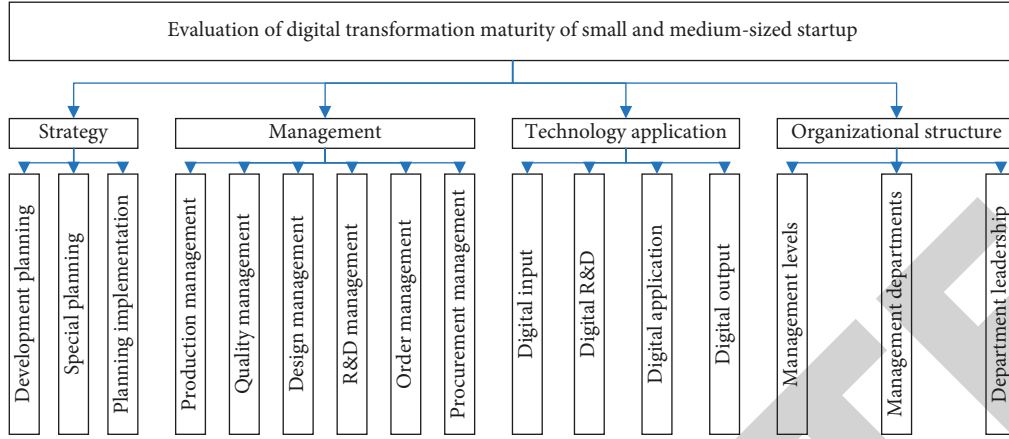 Evaluation of digital transformation maturity of small and medium-sized startup
Strategy
Management
Technology application
Organizational structure
Development planning
Special planning
Planning implementation
Production management
Quality management
Design management
R&D management
Order management
Procurement management
Digital input
Digital R&D
Digital application
Digital output
Management levels
Management departments
Department leadership